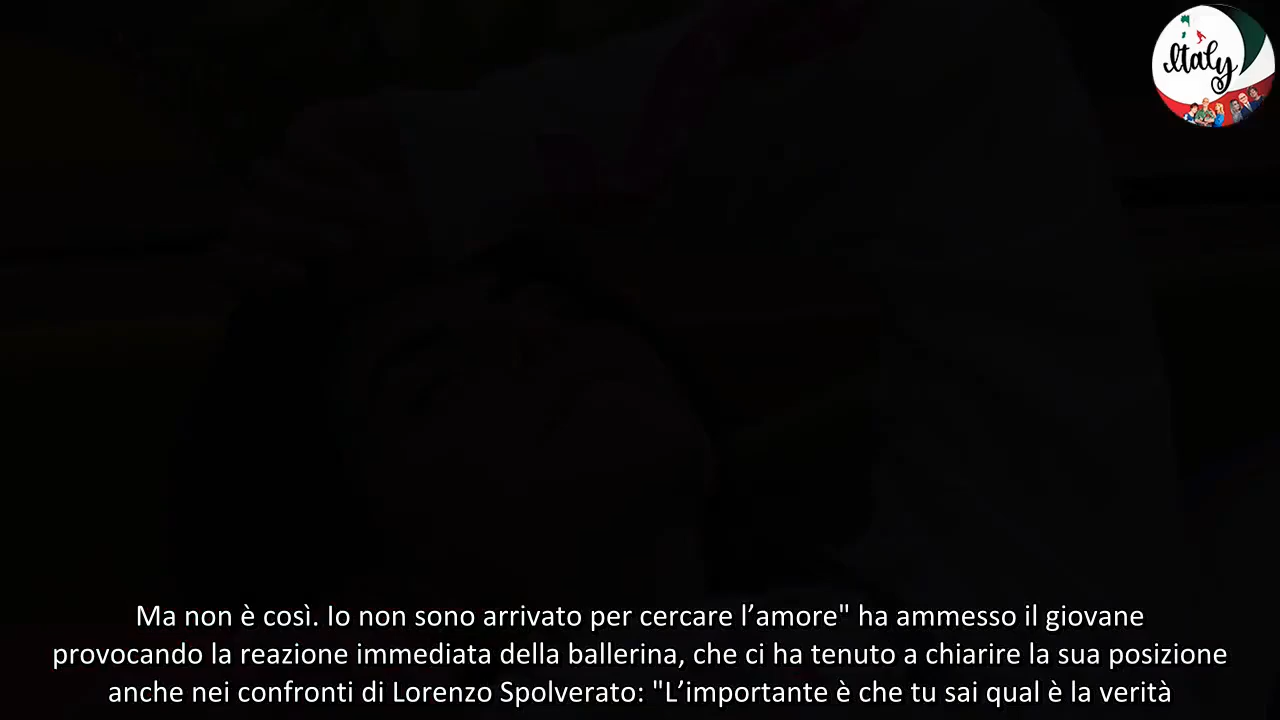 Italy
Ma non è così. Io non sono arrivato per cercare l’amore" ha ammesso il giovane
provocando la reazione immediata della ballerina, che ci ha tenuto a chiarire la sua posizione
anche nei confronti di Lorenzo Spolverato: "L’importante è che tu sai qual è la verità